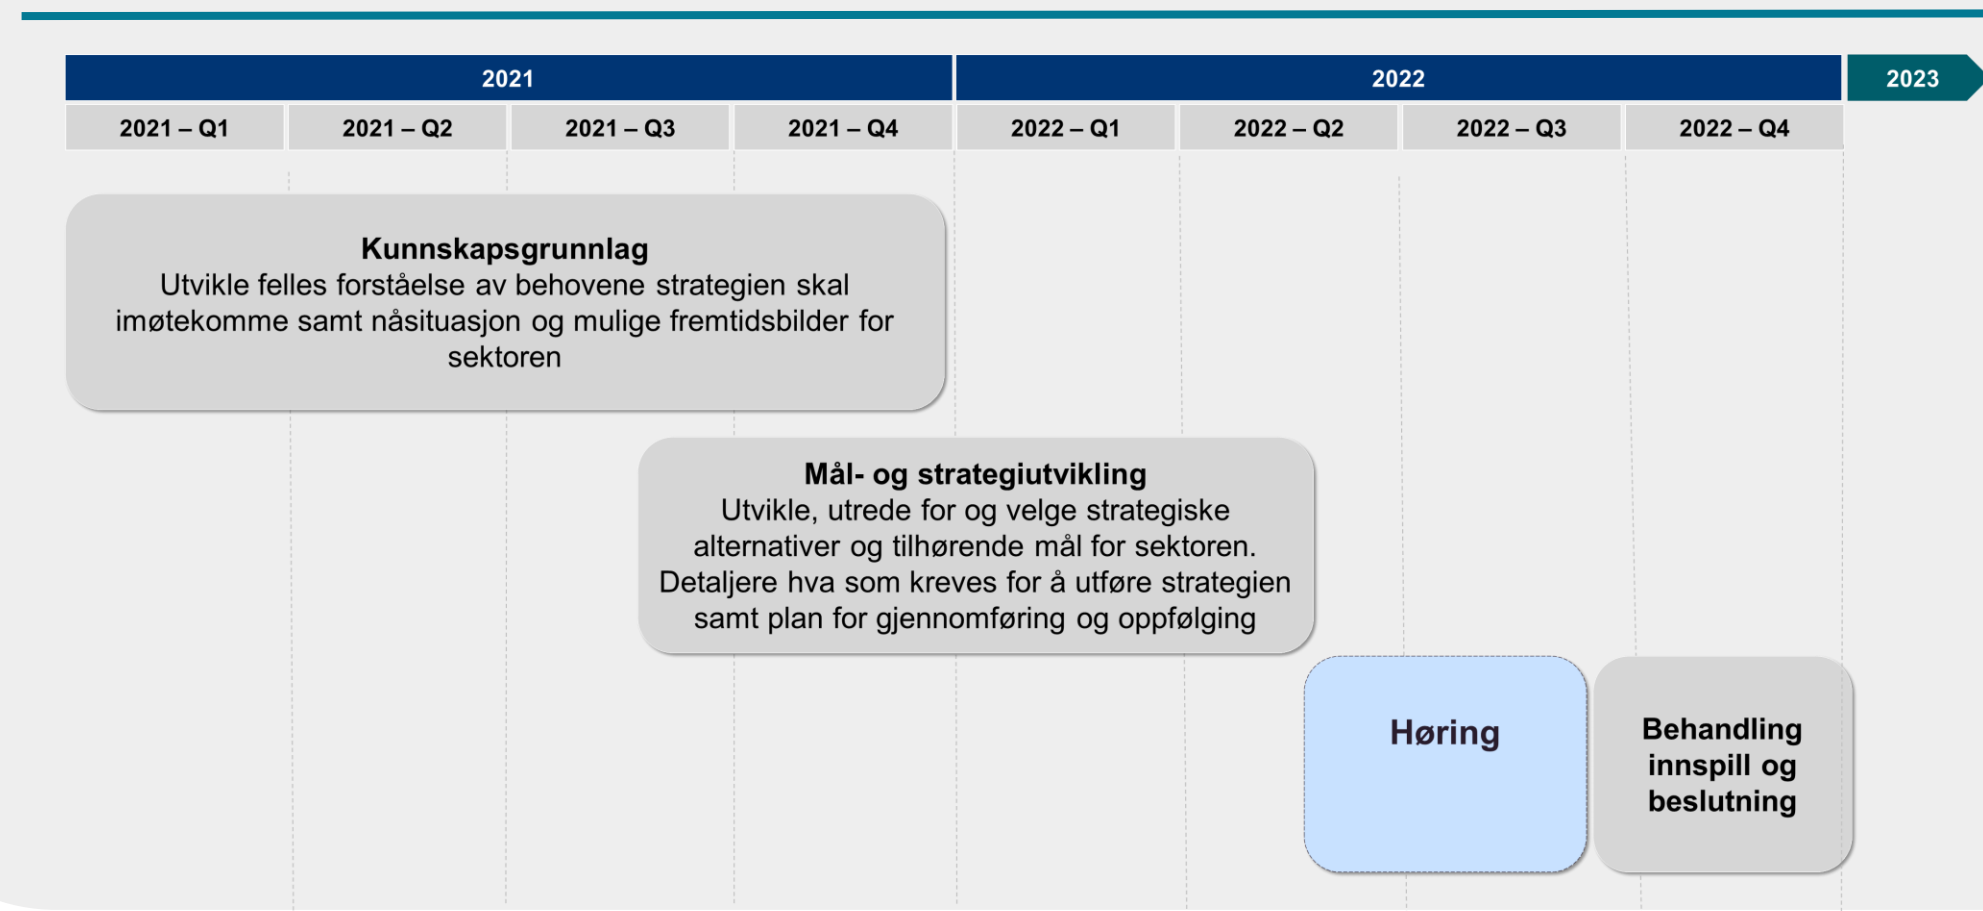 2021
2022
2023
2021 – Q1
2021 – Q2
2021 – Q3
2021 – Q4
2022 – Q1
2022 – Q2
2022 – Q3
2022 – Q4
Kunnskapsgrunnlag
Utvikle felles forståelse av behovene strategien skal
imøtekomme samt nåsituasjon og mulige fremtidsbilder for
sektoren
Mål- og strategiutvikling
Utvikle, utrede for og velge strategiske
alternativer og tilhørende mål for sektoren.
Detaljere hva som kreves for å utføre strategien
samt plan for gjennomføring og oppfølging
Høring
Behandling
innspill og
beslutning